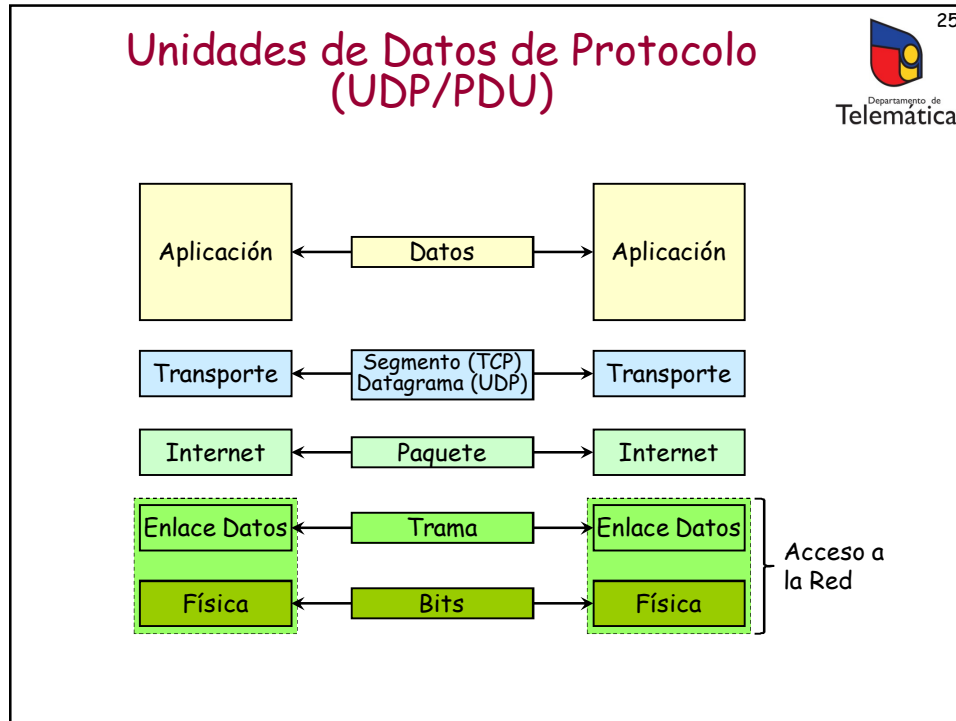 25
Unidades de Datos de Protocolo
(UDP/PDU)
Departamento de
Telemática
Aplicación
Datos
Aplicación
Transporte
Segmento (TCP)
Datagrama (UDP)
Transporte
Internet
Paquete
Internet
Enlace Datos
Trama
Enlace Datos
Acceso a
la Red
Física
Bits
Física